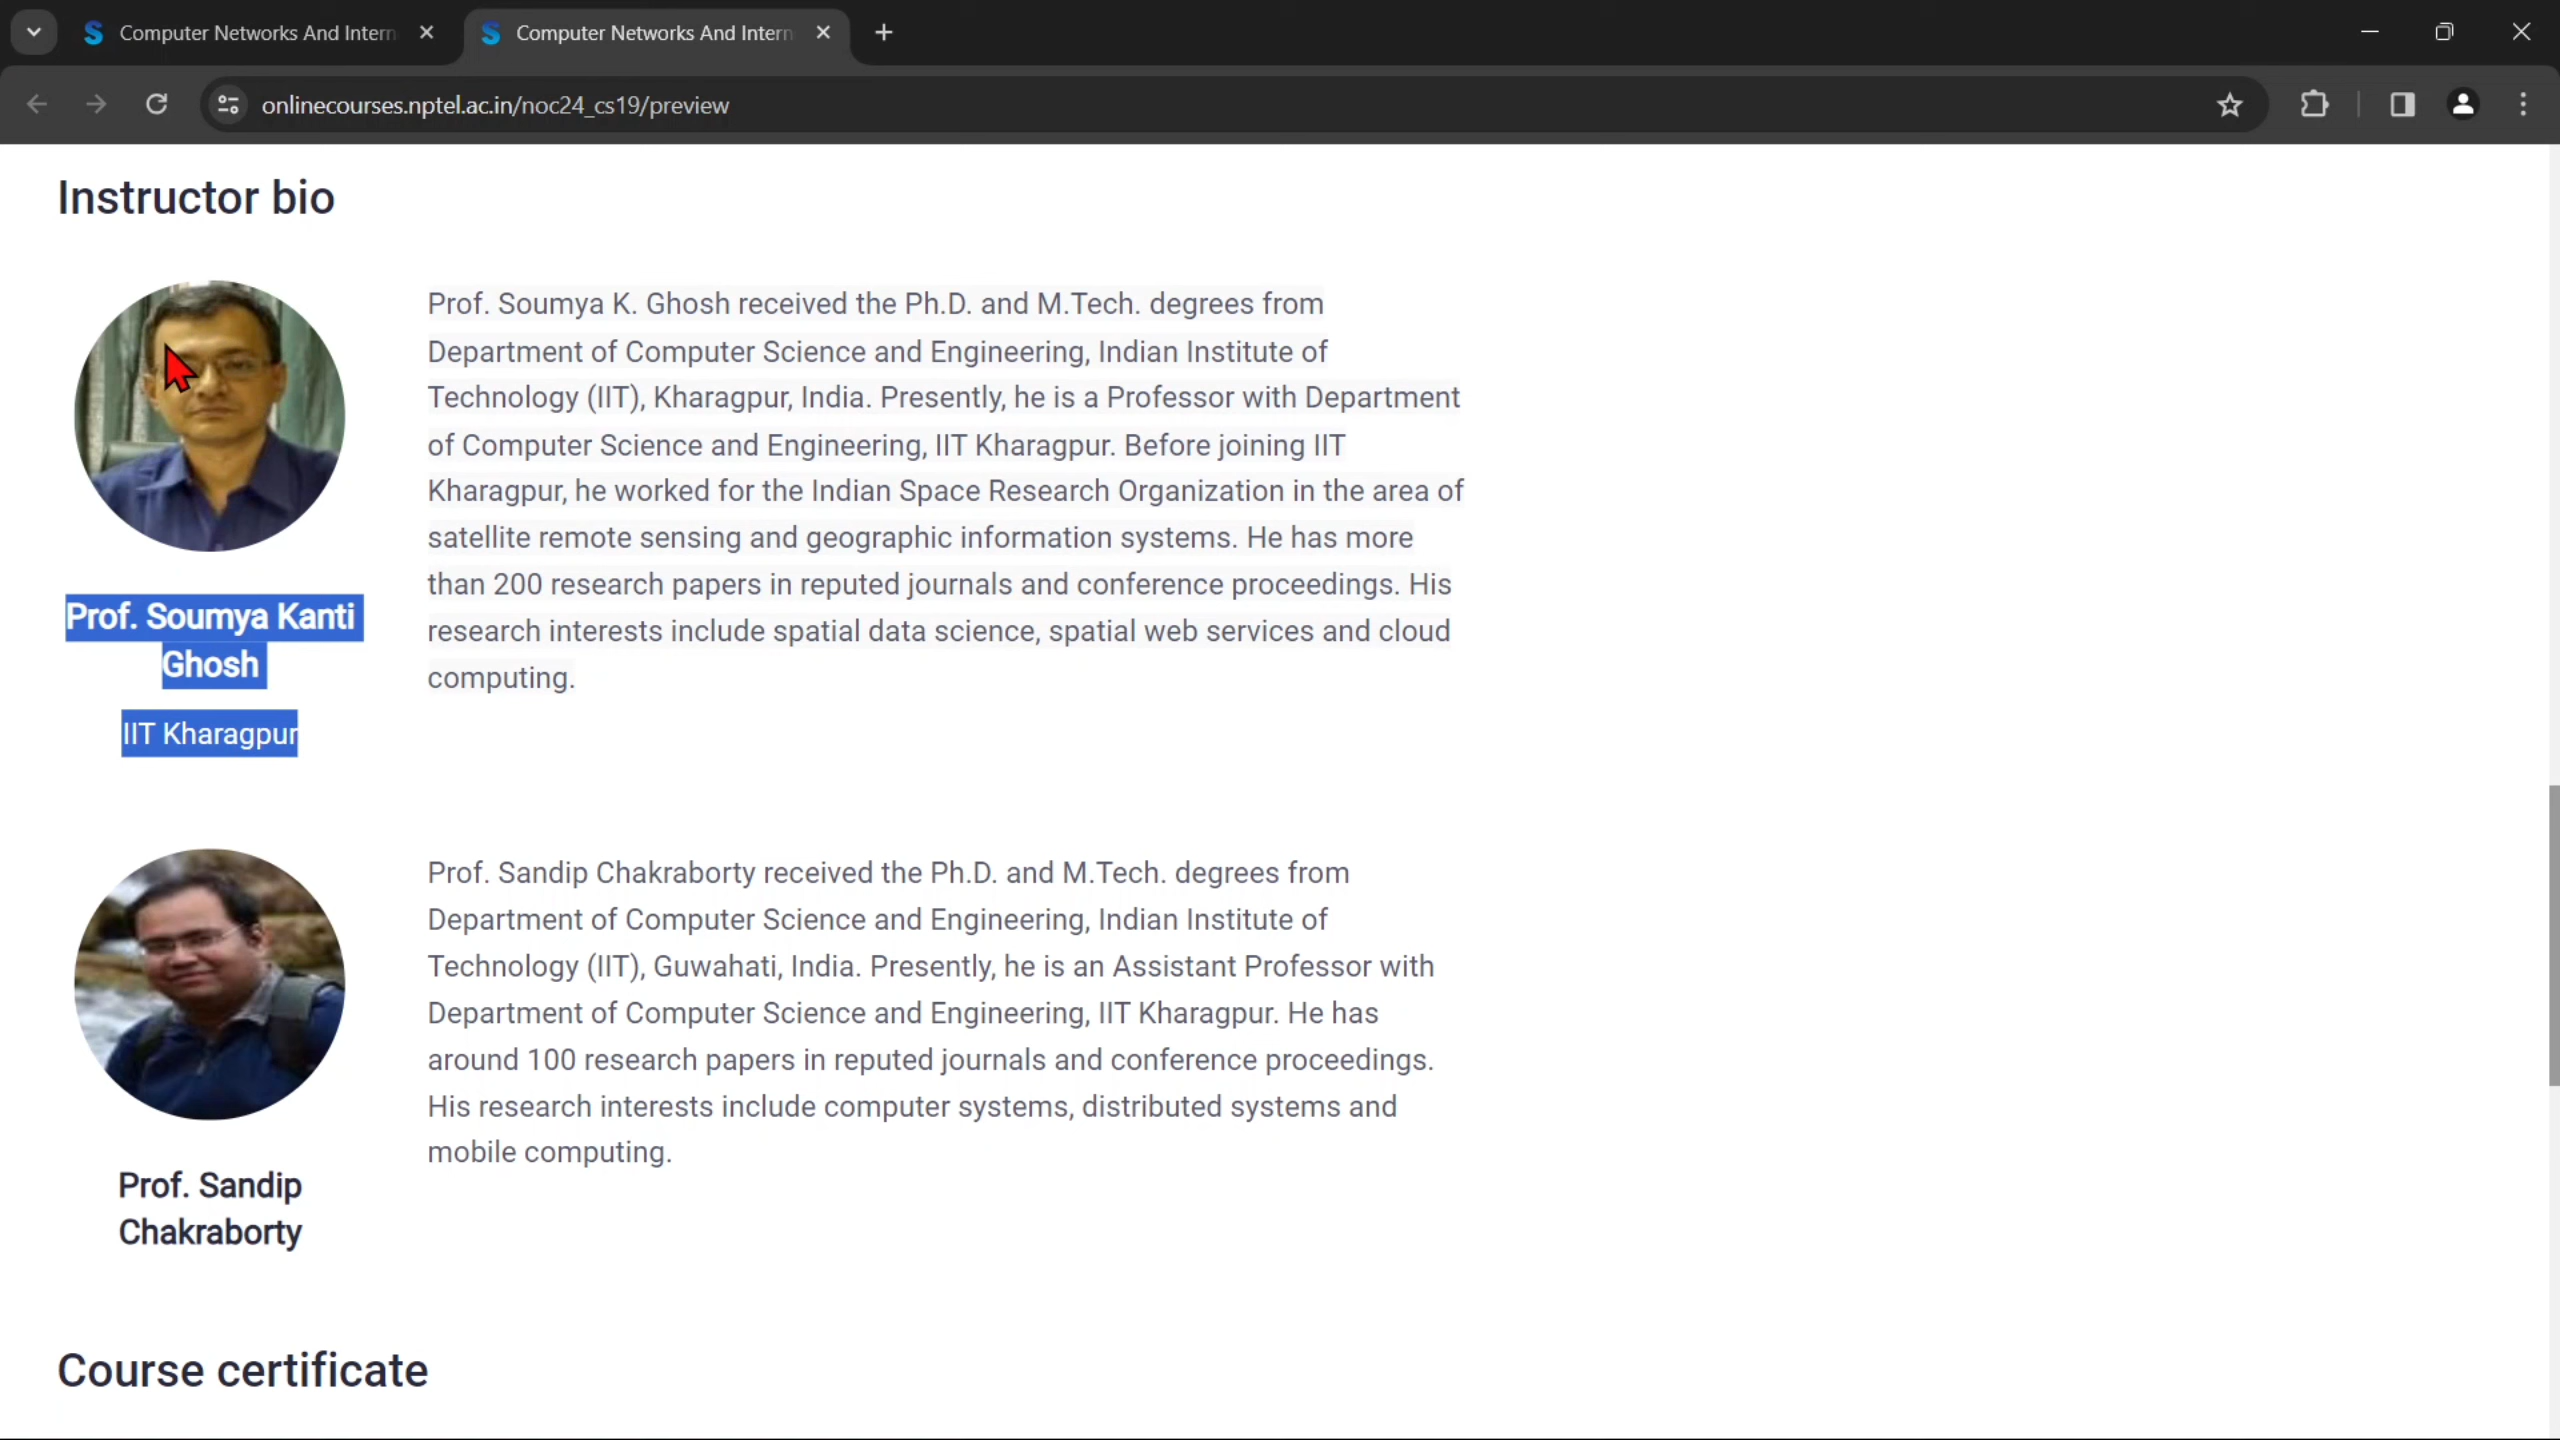 Computer Networks And Intern
Computer Networks And Intern
onlinecourses.nptel.ac.in/noc24_cs19/preview
Instructor bio
Prof. Soumya K. Ghosh received the Ph.D. and M.Tech. degrees from
Department of Computer Science and Engineering, Indian Institute of
Technology (IIT), Kharagpur, India. Presently, he is a Professor with Department
of Computer Science and Engineering, IIT Kharagpur. Before joining IIT
Kharagpur, he worked for the Indian Space Research Organization in the area of
satellite remote sensing and geographic information systems. He has more
than 200 research papers in reputed journals and conference proceedings. His
research interests include spatial data science, spatial web services and cloud
computing.
Prof. Soumya Kanti
Ghosh
IIT Kharagpur
Prof. Sandip Chakraborty received the Ph.D. and M.Tech. degrees from
Department of Computer Science and Engineering, Indian Institute of
Technology (IIT), Guwahati, India. Presently, he is an Assistant Professor with
Department of Computer Science and Engineering, IIT Kharagpur. He has
around 100 research papers in reputed journals and conference proceedings.
His research interests include computer systems, distributed systems and
mobile computing.
Prof. Sandip
Chakraborty
Course certificate